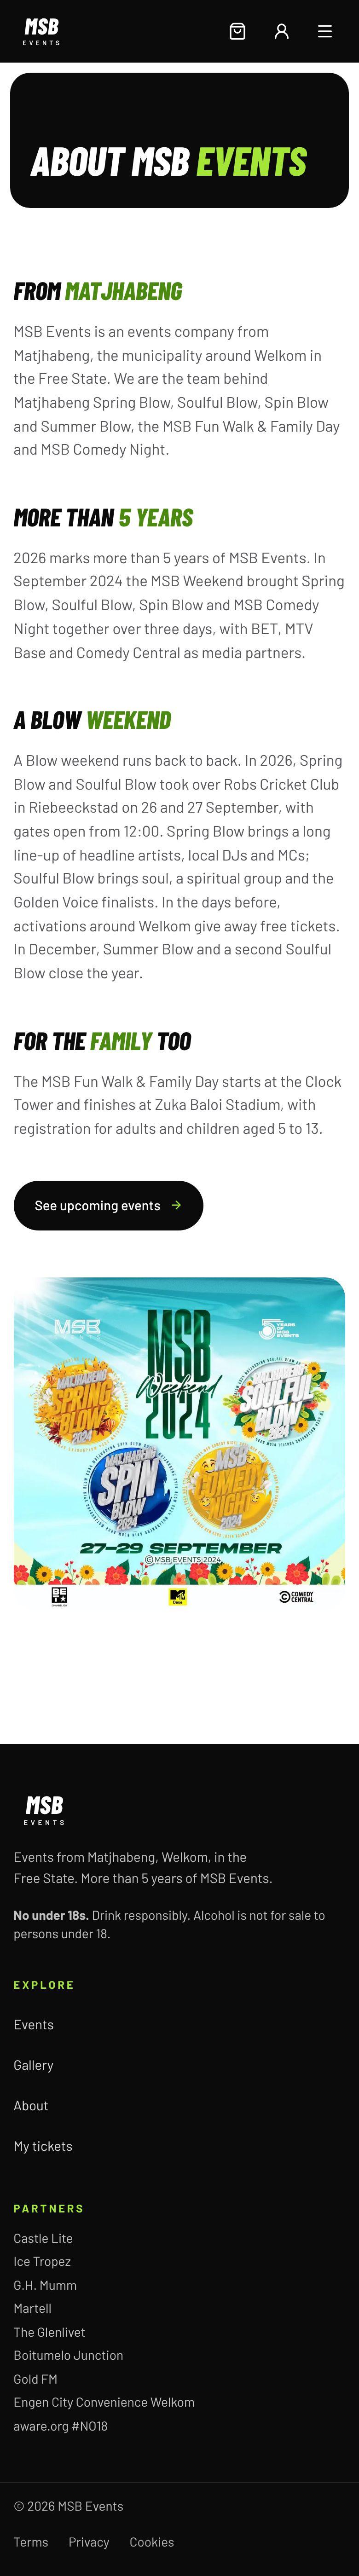 MSB
EVENTS
ABOUT MSB EVENTS
FROM MATJHABENG
MSB Events is an events company from
Matjhabeng, the municipality around Welkom in
the Free State. We are the team behind
Matjhabeng Spring Blow, Soulful Blow, Spin Blow
and Summer Blow, the MSB Fun Walk & Family Day
and MSB Comedy Night.
MORE THAN 5 YEARS
2026 marks more than 5 years of MSB Events. In
September 2024 the MSB Weekend brought Spring
Blow, Soulful Blow, Spin Blow and MSB Comedy
Night together over three days, with BET, MTV
Base and Comedy Central as media partners.
A BLOW WEEKEND
A Blow weekend runs back to back. In 2026, Spring
Blow and Soulful Blow took over Robs Cricket Club
in Riebeeckstad on 26 and 27 September, with
gates open from 12:00. Spring Blow brings a long
line-up of headline artists, local DJs and MCs;
Soulful Blow brings soul, a spiritual group and the
Golden Voice finalists. In the days before,
activations around Welkom give away free tickets.
In December, Summer Blow and a second Soulful
Blow close the year.
FOR THE FAMILY TOO
The MSB Fun Walk & Family Day starts at the Clock
Tower and finishes at Zuka Baloi Stadium, with
registration for adults and children aged 5 to 13.
See upcoming events
MSB
5 YEARS OF MSB EVENTS
MSB
Weekend
2024
MATJHABENG
SPRING
BLOW
2024
SOULFUL
BLOW
2024
MATJHABENG
SPIN
BLOW
2024
MSB
COMEDY
NIGHT
2024
27-29 SEPTEMBER
© MSB EVENTS 2024
BET
MTV
Base
COMEDY
CENTRAL
MSB
EVENTS
Events from Matjhabeng, Welkom, in the
Free State. More than 5 years of MSB Events.
No under 18s. Drink responsibly. Alcohol is not for sale to
persons under 18.
EXPLORE
Events
Gallery
About
My tickets
PARTNERS
Castle Lite
Ice Tropez
G.H. Mumm
Martell
The Glenlivet
Boitumelo Junction
Gold FM
Engen City Convenience Welkom
aware.org #NO18
© 2026 MSB Events
Terms Privacy Cookies